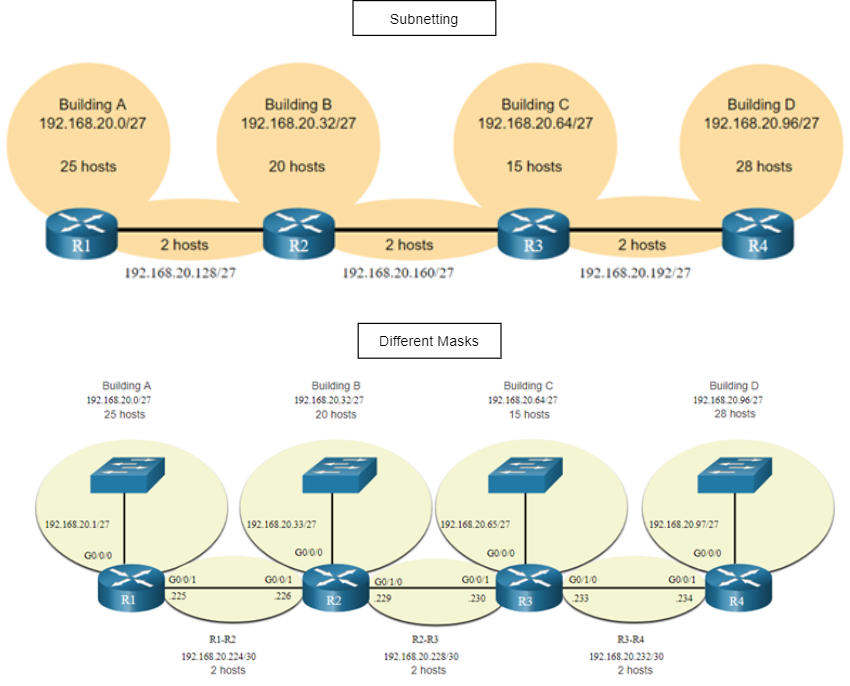 Subnetting
Building A
192.168.20.0/27
25 hosts
Building B
192.168.20.32/27
20 hosts
Building C
192.168.20.64/27
15 hosts
Building D
192.168.20.96/27
28 hosts
R1
2 hosts
R2
2 hosts
R3
2 hosts
R4
192.168.20.128/27
192.168.20.160/27
192.168.20.192/27
Different Masks
Building A
192.168.20.0/27
25 hosts
Building B
192.168.20.32/27
20 hosts
Building C
192.168.20.64/27
15 hosts
Building D
192.168.20.96/27
28 hosts
192.168.20.1/27
192.168.20.33/27
192.168.20.65/27
192.168.20.97/27
G0/0/0
G0/0/0
G0/0/0
G0/0/0
R1
G0/0/1
.225
G0/0/1
.226
R2
G0/1/0
.229
G0/0/1
.230
R3
G0/1/0
.233
G0/0/1
.234
R4
R1-R2
192.168.20.224/30
2 hosts
R2-R3
192.168.20.228/30
2 hosts
R3-R4
192.168.20.232/30
2 hosts